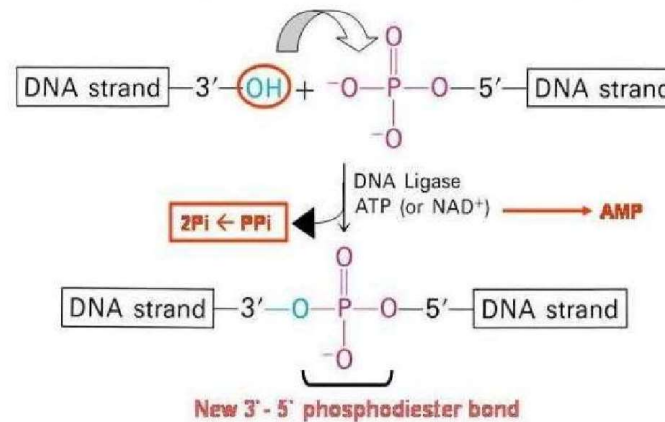 O
DNA strand—3′—OH + ⁻O—P—O—5′—DNA strand
⁻O
DNA Ligase
ATP (or NAD⁺) → AMP
2Pi ← PPi
O
DNA strand—3′—O—P—O—5′—DNA strand
⁻O
New 3' - 5' phosphodiester bond